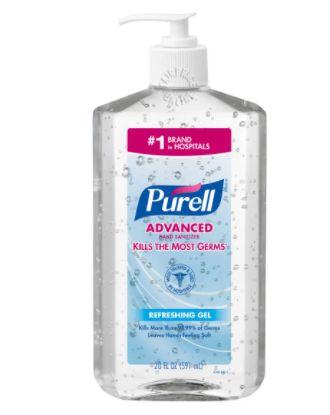 #1 BRAND
in HOSPITALS
Purell
ADVANCED
HAND SANITIZER
KILLS THE MOST GERMS
REFRESHING GEL
Kills More Than 99.99% of Germs
Leaves Hands Feeling Soft
20 FL OZ (591 mL)